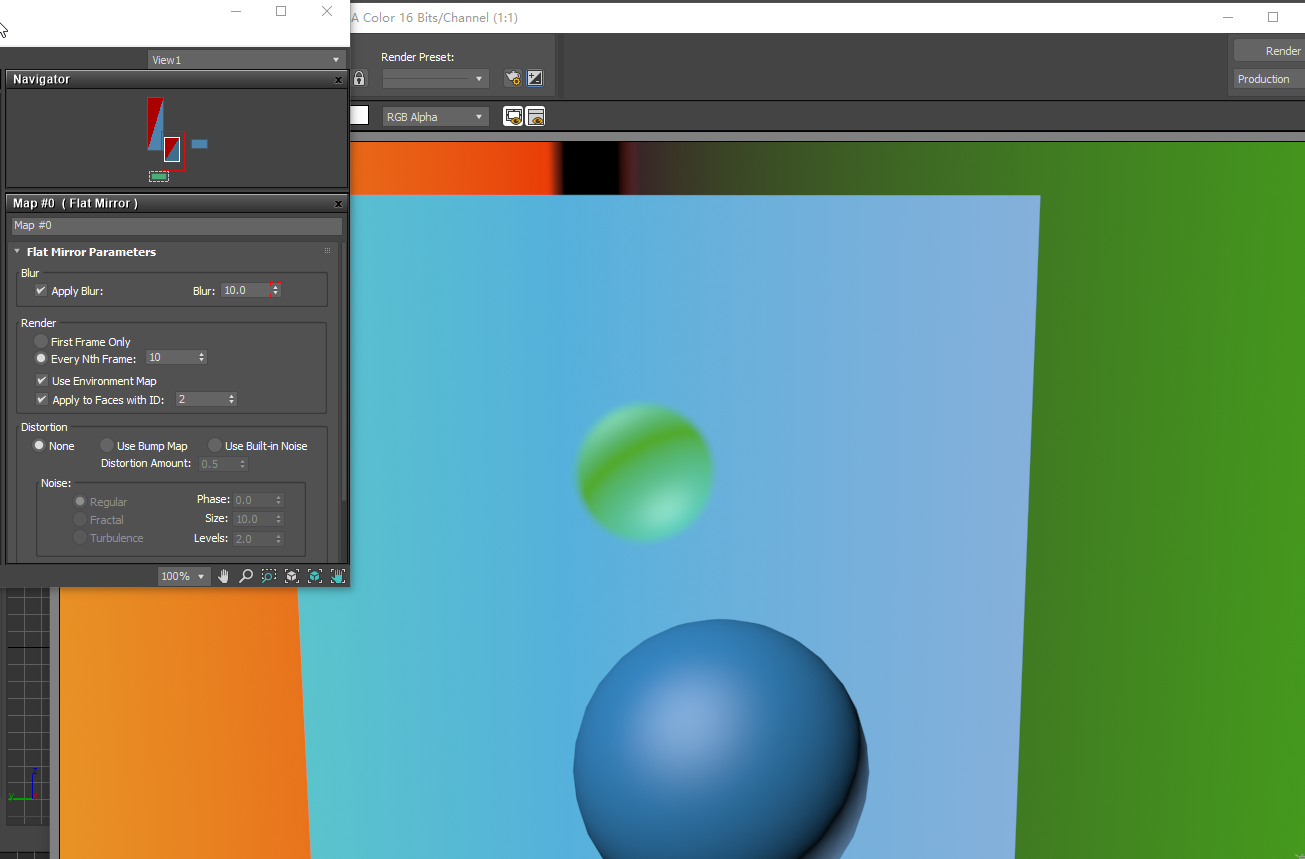 A Color 16 Bits/Channel (1:1)
View1
Render Preset:
Render
Production
RGB Alpha
Navigator
x
Map #0 ( Flat Mirror )
x
Map #0
Flat Mirror Parameters
Blur
Apply Blur: Blur: 10.0
Render
First Frame Only
Every Nth Frame: 10
Use Environment Map
Apply to Faces with ID: 2
Distortion
None Use Bump Map Use Built-in Noise
Distortion Amount: 0.5
Noise:
Regular Phase: 0.0
Fractal Size: 10.0
Turbulence Levels: 2.0
100%
z
y